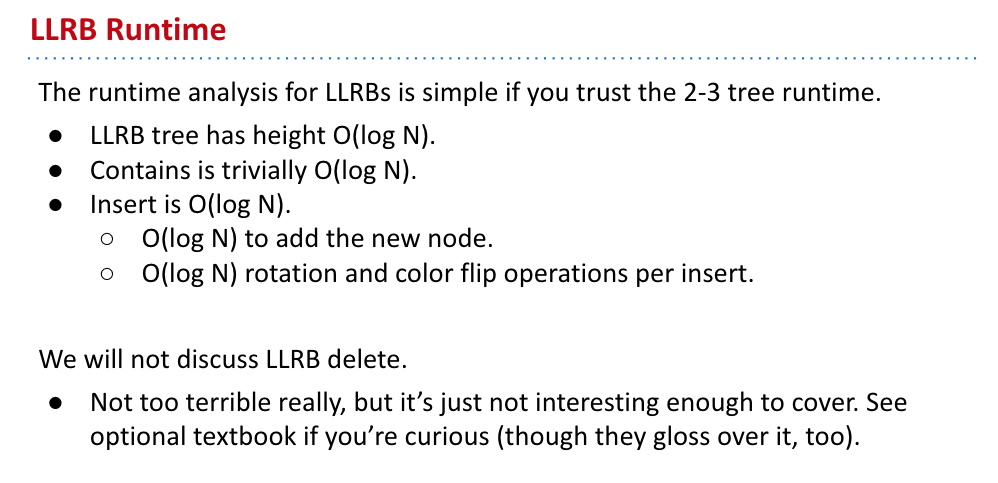 LLRB Runtime
The runtime analysis for LLRBs is simple if you trust the 2-3 tree runtime.
● LLRB tree has height O(log N).
● Contains is trivially O(log N).
● Insert is O(log N).
○ O(log N) to add the new node.
○ O(log N) rotation and color flip operations per insert.
We will not discuss LLRB delete.
● Not too terrible really, but it’s just not interesting enough to cover. See
optional textbook if you’re curious (though they gloss over it, too).